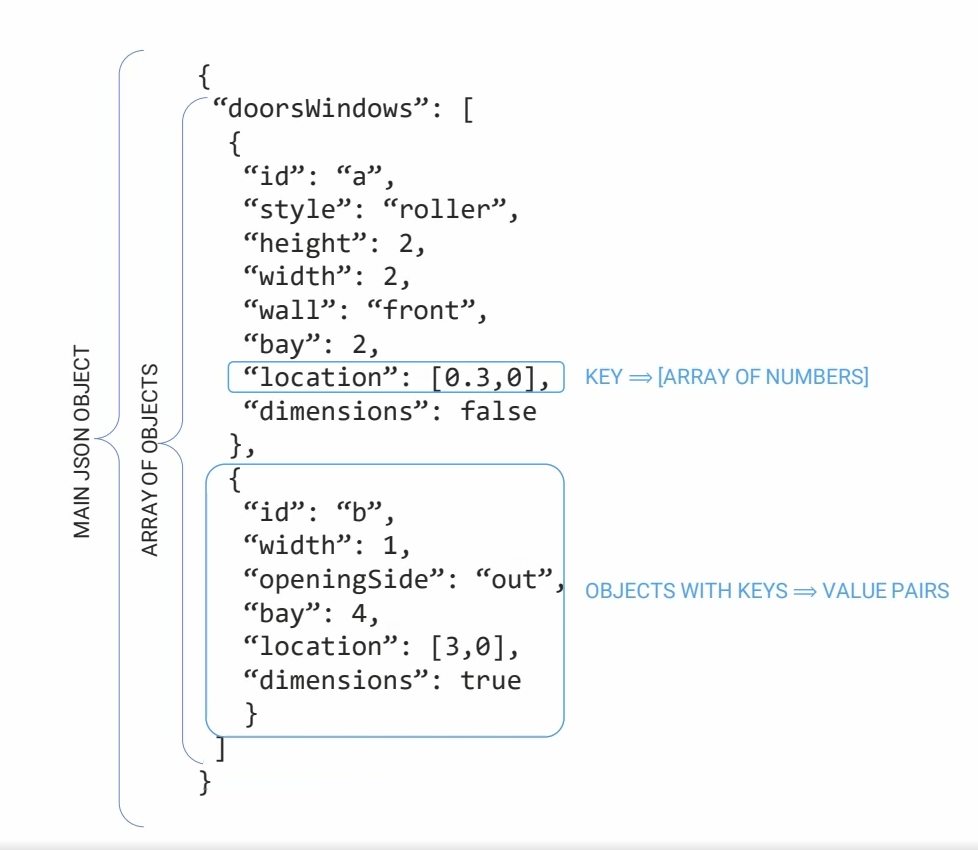 MAIN JSON OBJECT
ARRAY OF OBJECTS
{
“doorsWindows”: [
{
“id”: “a”,
“style”: “roller”,
“height”: 2,
“width”: 2,
“wall”: “front”,
“bay”: 2,
“location”: [0.3,0],
KEY ⟹ [ARRAY OF NUMBERS]
“dimensions”: false
},
{
“id”: “b”,
“width”: 1,
“openingSide”: “out”,
OBJECTS WITH KEYS ⟹ VALUE PAIRS
“bay”: 4,
“location”: [3,0],
“dimensions”: true
}
]
}